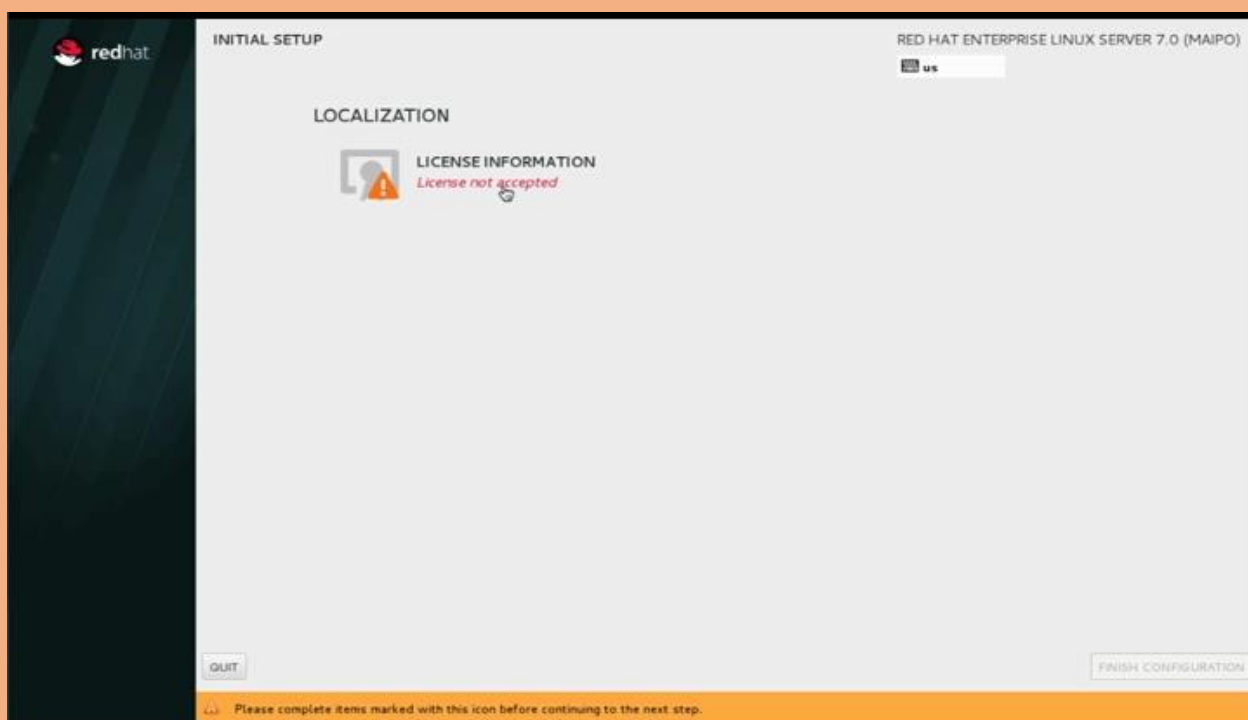 redhat
INITIAL SETUP
RED HAT ENTERPRISE LINUX SERVER 7.0 (MAIPO)
us
LOCALIZATION
LICENSE INFORMATION
License not accepted
QUIT
FINISH CONFIGURATION
Please complete items marked with this icon before continuing to the next step.